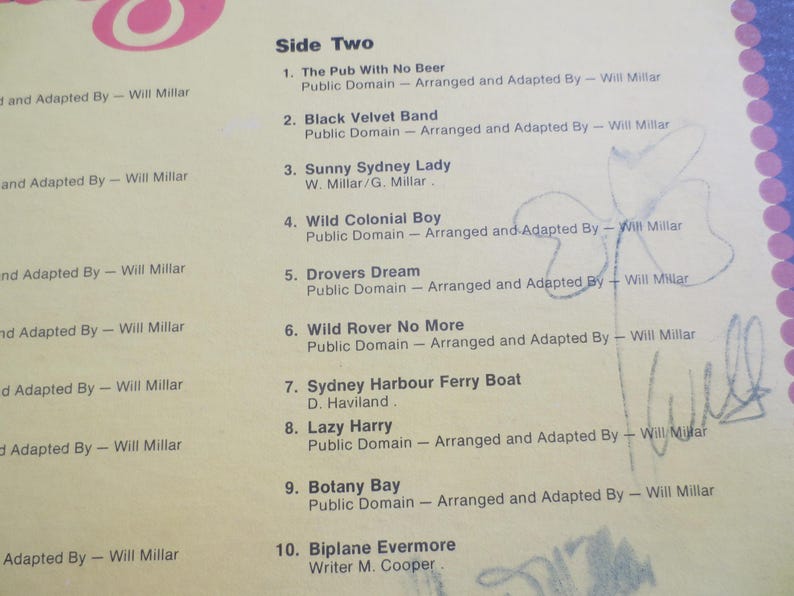 Side Two
1. The Pub With No Beer
Public Domain — Arranged and Adapted By — Will Millar
and Adapted By — Will Millar
2. Black Velvet Band
Public Domain — Arranged and Adapted By — Will Millar
3. Sunny Sydney Lady
W. Millar/G. Millar .
and Adapted By — Will Millar
4. Wild Colonial Boy
Public Domain — Arranged and Adapted By — Will Millar
5. Drovers Dream
Public Domain — Arranged and Adapted By — Will Millar
and Adapted By — Will Millar
6. Wild Rover No More
Public Domain — Arranged and Adapted By — Will Millar
and Adapted By — Will Millar
7. Sydney Harbour Ferry Boat
D. Haviland .
and Adapted By — Will Millar
Will
8. Lazy Harry
Public Domain — Arranged and Adapted By — Will Millar
Adapted By — Will Millar
9. Botany Bay
Public Domain — Arranged and Adapted By — Will Millar
10. Biplane Evermore
Writer M. Cooper .
Adapted By — Will Millar